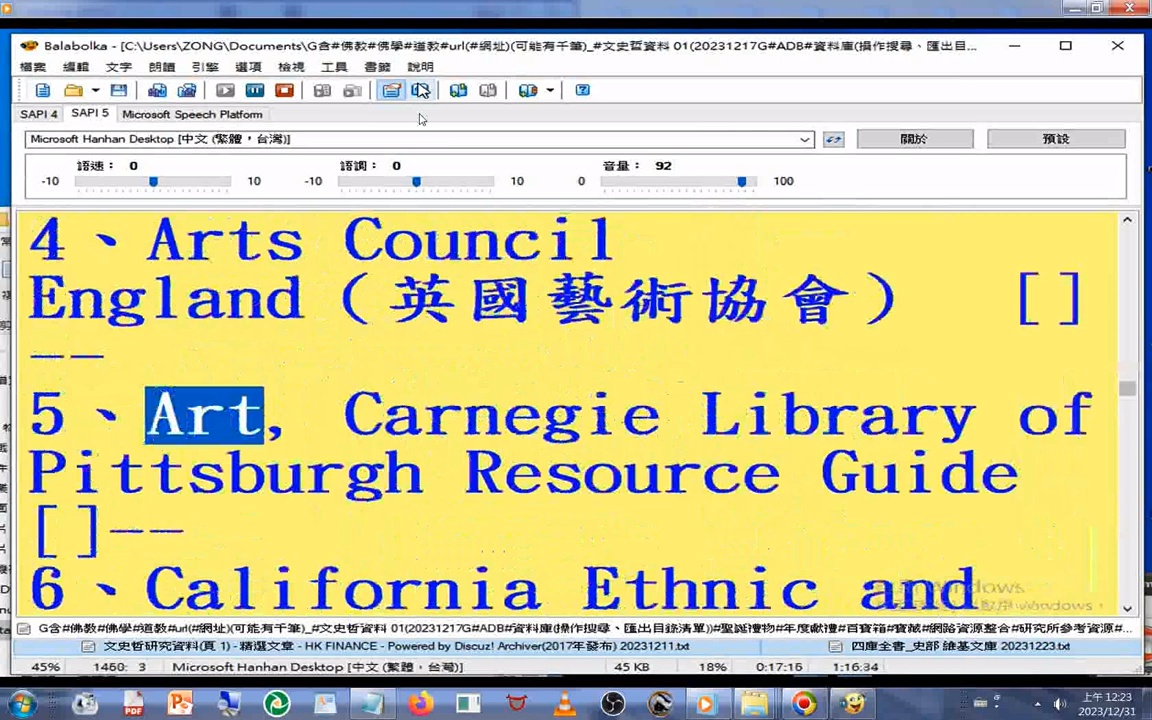 Balabolka - [C:\Users\ZONG\Documents\G含#佛教#佛學#道教#url(#網址)(可能有千筆)_#文史哲資料 01(20231217G#ADB#資料庫(操作搜尋、匯出目...
檔案 編輯 文字 朗讀 引擎 選項 檢視 工具 書籤 說明
SAPI 4 SAPI 5 Microsoft Speech Platform
Microsoft Hanhan Desktop [中文 (繁體，台灣)] 關於 預設
語速： 0 語調： 0 音量： 92
-10 10 -10 10 0 100
4、Arts Council
England（英國藝術協會） []
--
5、Art, Carnegie Library of
Pittsburgh Resource Guide
[]--
6、California Ethnic and
G含#佛教#佛學#道教#url(#網址)(可能有千筆)_#文史哲資料 01(20231217G#ADB#資料庫(操作搜尋、匯出目錄清單))#聖誕禮物#年度獻禮#百寶箱#寶藏#網路資源整合#研究所參考資源#...
文史哲研究資料(頁 1) - 精選文章 - HK FINANCE - Powered by Discuz! Archiver(2017年發布) 20231211.txt 四庫全書_史部 維基文庫 20231223.txt
45% 1460: 3 Microsoft Hanhan Desktop [中文 (繁體，台灣)] 45 KB 18% 0:17:16 1:16:34
上午 12:23
2023/12/31